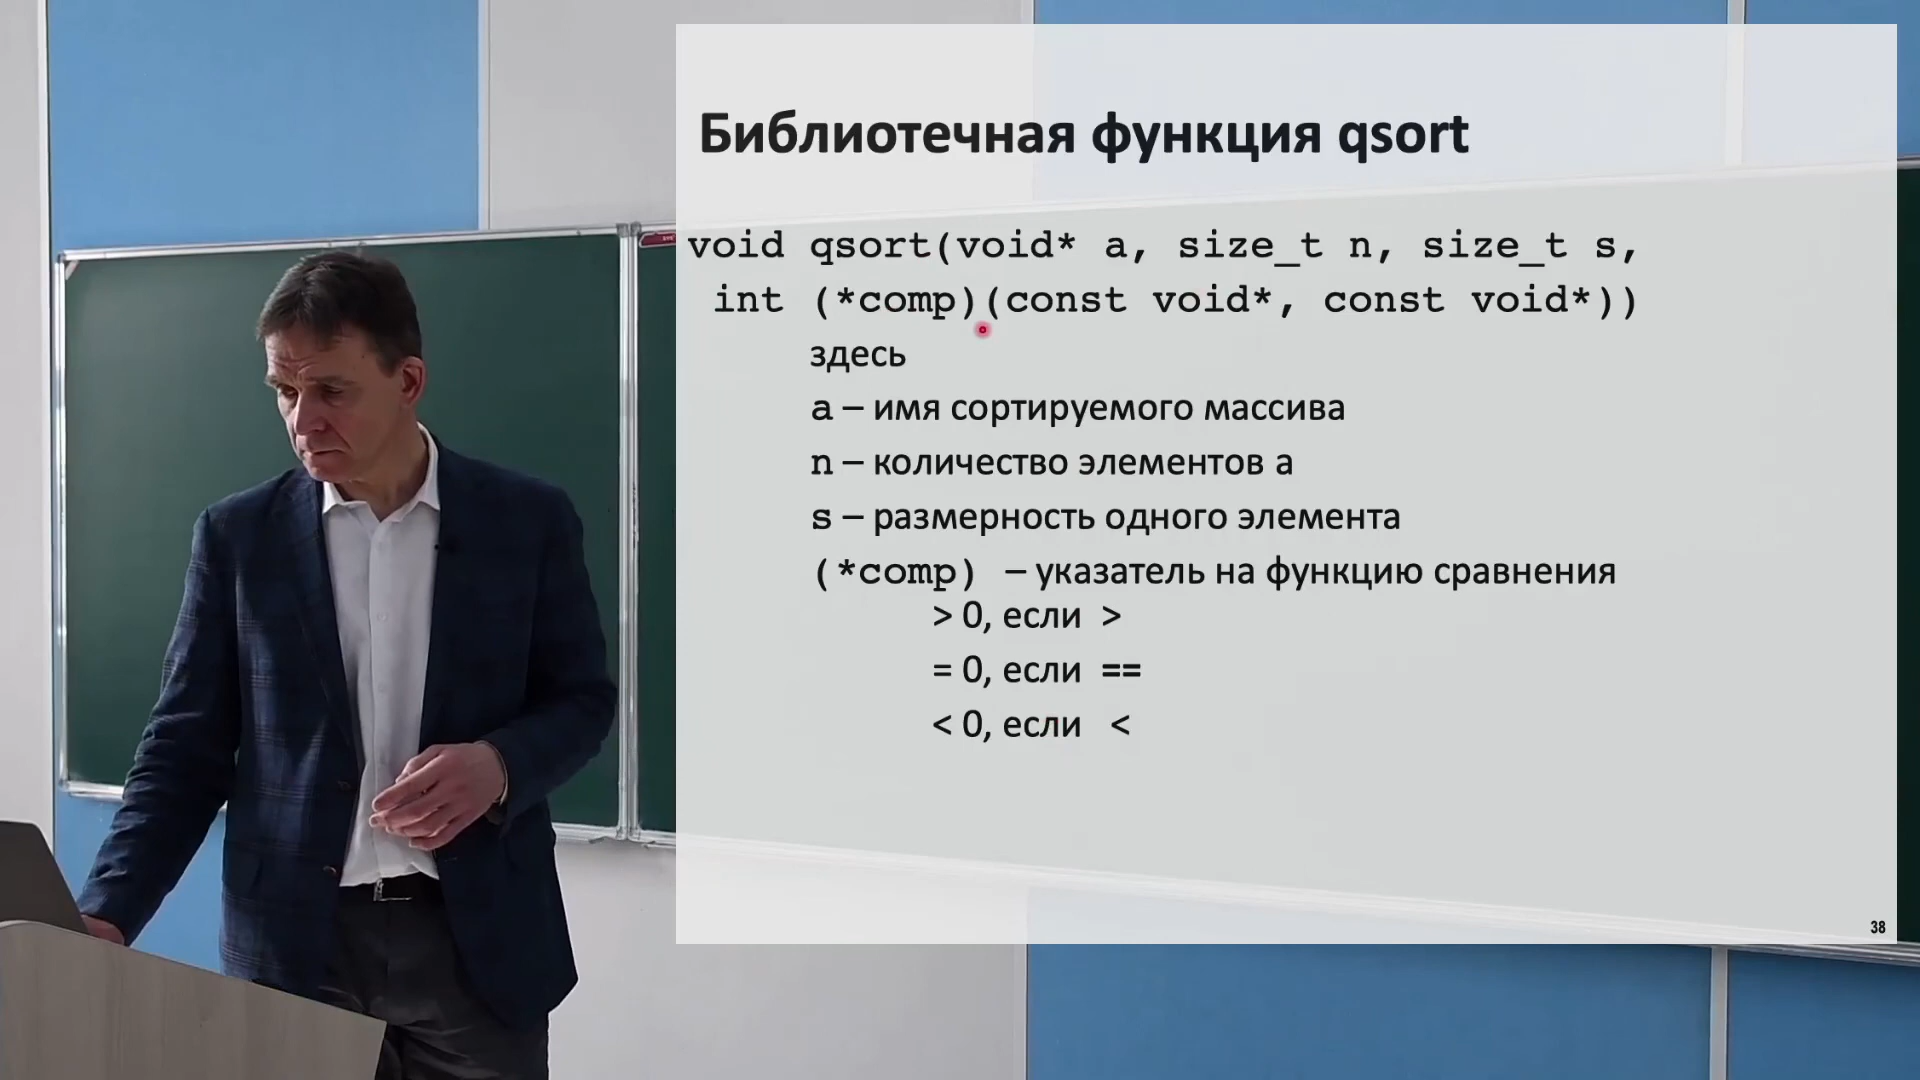 Библиотечная функция qsort
void qsort(void* a, size_t n, size_t s,
int (*comp)(const void*, const void*))
здесь
a – имя сортируемого массива
n – количество элементов a
s – размерность одного элемента
(*comp) – указатель на функцию сравнения
> 0, если >
= 0, если ==
< 0, если <
38